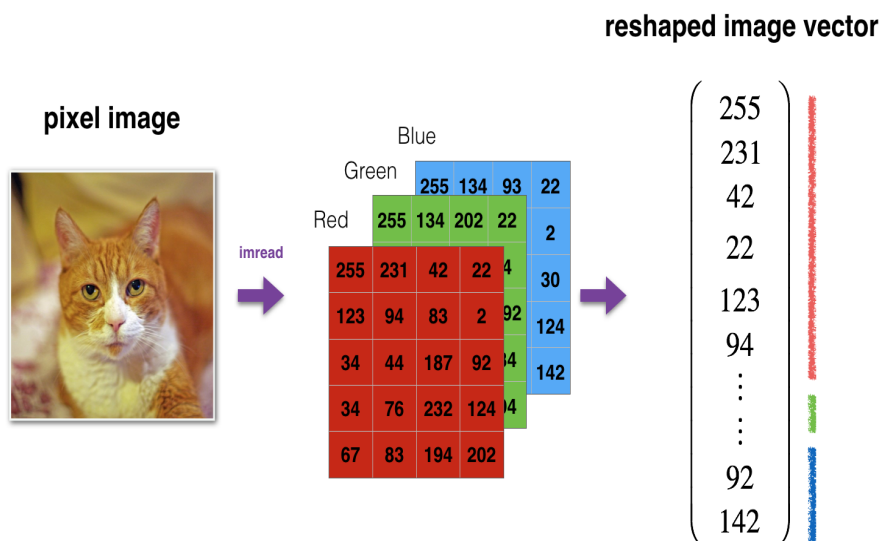 reshaped image vector
pixel image
imread
Blue
255 134 93 22
2
30
124
142
Green
255 134 202 22
Red
255 231 42 22
123 94 83 2
34 44 187 92
34 76 232 124
67 83 194 202
255
231
42
22
123
94
⋮
⋮
92
142